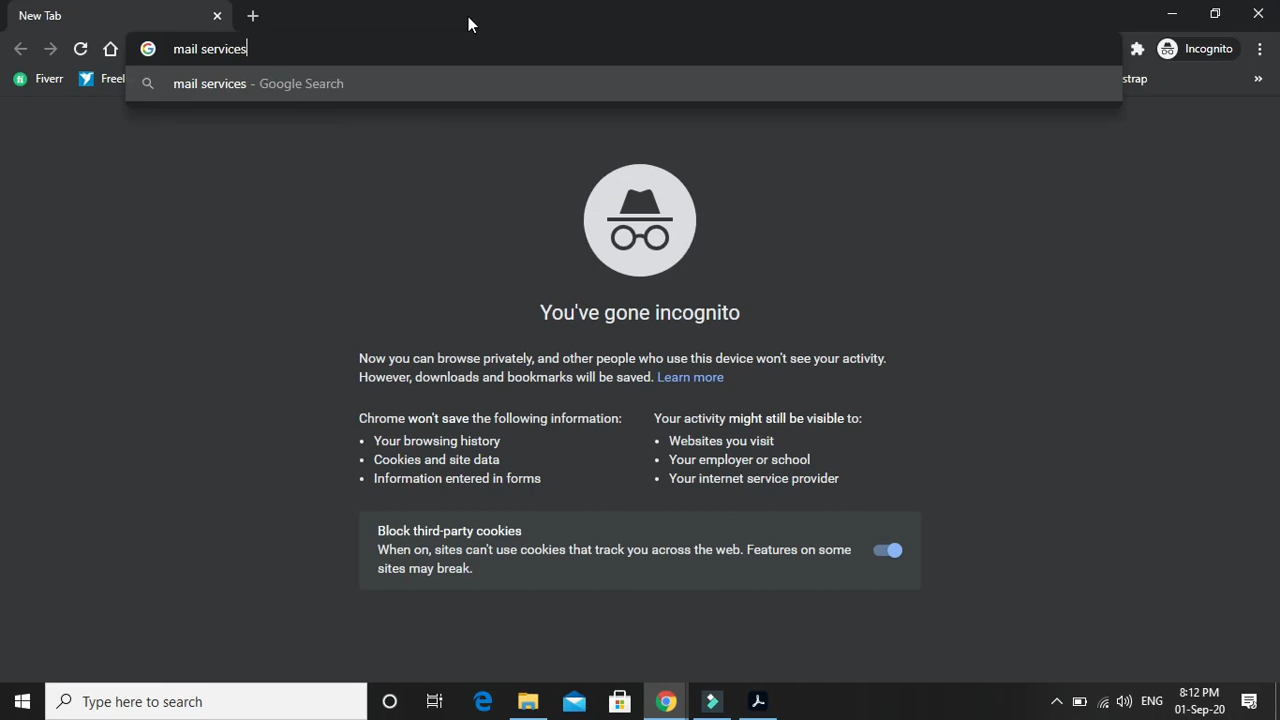 New Tab
mail services
Incognito
Fiverr
Freel
strap
mail services - Google Search
You've gone incognito
Now you can browse privately, and other people who use this device won't see your activity.
However, downloads and bookmarks will be saved. Learn more
Chrome won't save the following information:
• Your browsing history
• Cookies and site data
• Information entered in forms
Your activity might still be visible to:
• Websites you visit
• Your employer or school
• Your internet service provider
Block third-party cookies
When on, sites can't use cookies that track you across the web. Features on some
sites may break.
Type here to search
ENG
8:12 PM
01-Sep-20